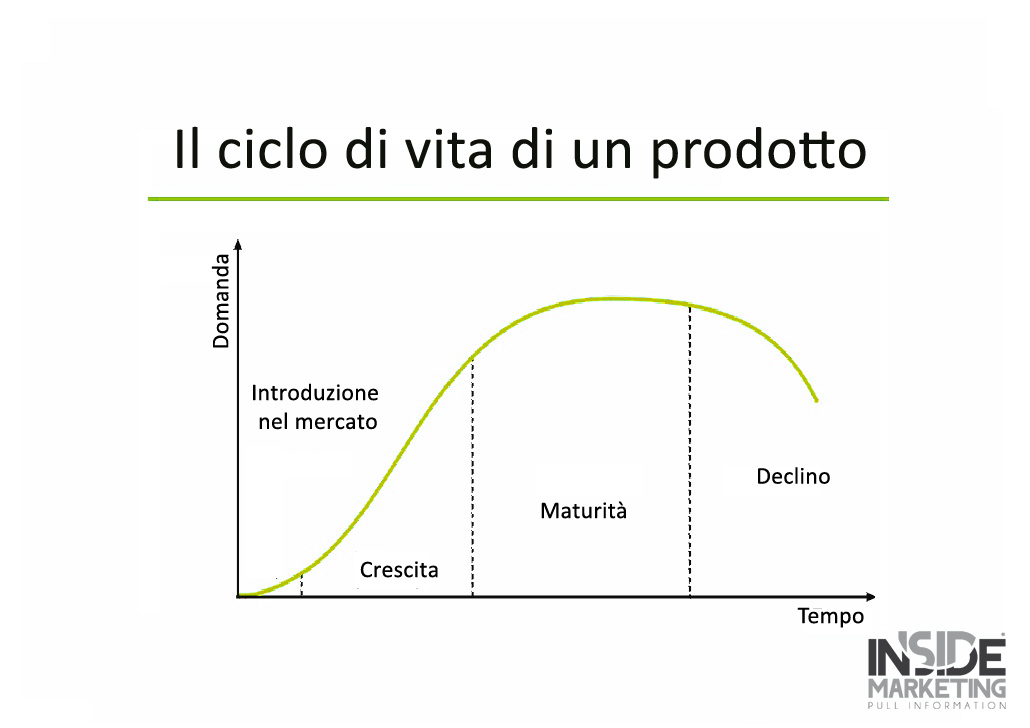 Il ciclo di vita di un prodotto
Domanda
Introduzione
nel mercato
Declino
Maturità
Crescita
Tempo
INSIDE
MARKETING
PULL INFORMATION